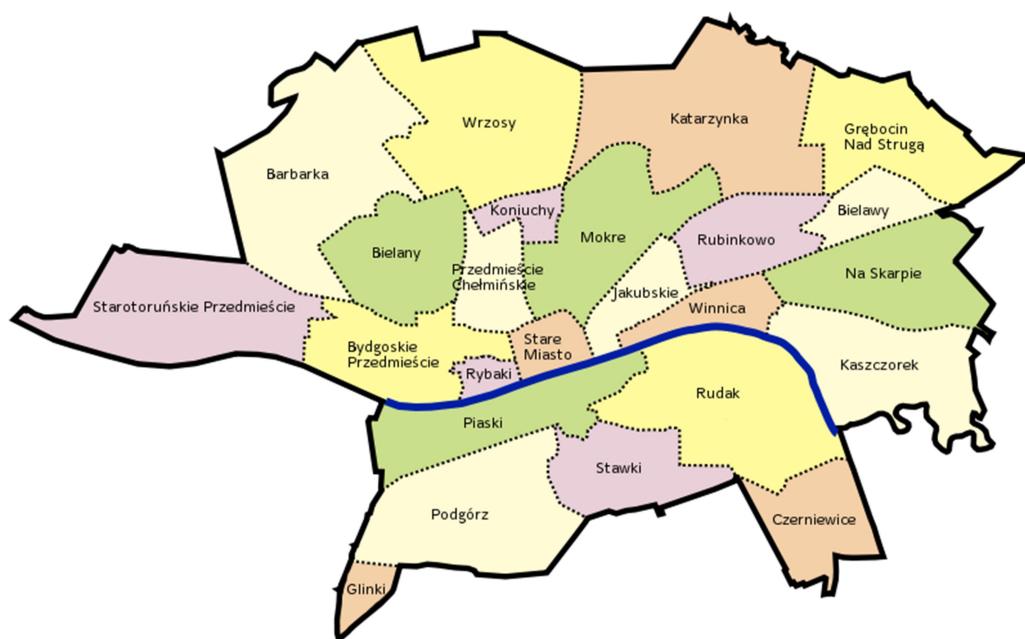 Wrzosy
Katarzynka
Grębocin
Nad Strugą
Barbarka
Koniuchy
Bielawy
Mokre
Rubinkowo
Bielany
Przedmieście
Chełmińskie
Na Skarpie
Jakubskie
Starotoruńskie Przedmieście
Winnica
Bydgoskie
Przedmieście
Stare
Miasto
Kaszczorek
Rybaki
Rudak
Piaski
Stawki
Podgórz
Czerniewice
Glinki